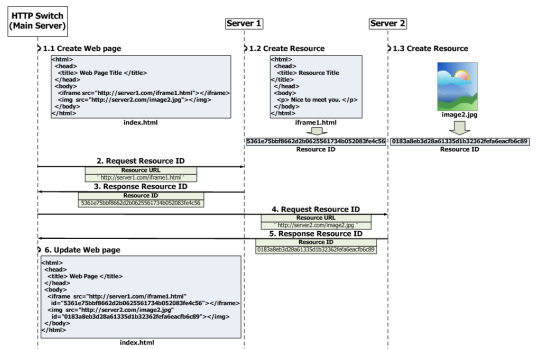 HTTP Switch
(Main Server)
Server 1
Server 2
1.1 Create Web page
1.2 Create Resource
1.3 Create Resource
<html>
<head>
<title> Web Page Title </title>
</head>
<body>
<iframe src="http://server1.com/iframe1.html"></iframe>
<img src="http://server2.com/image2.jpg"></img>
</body>
</html>
index.html
<html>
<head>
<title> Resource Title
</head>
<body>
<p> Nice to meet you. </p>
</body>
</html>
iframe1.html
image2.jpg
5361e75bbf8662d2b0625561734b052083fe4c56
Resource ID
0183a8eb3d28a61335d1b32362fefa6eacfb6c89
Resource ID
2. Request Resource ID
Resource URL
' http://server1.com/iframe1.html '
3. Response Resource ID
Resource ID
5361e75bbf8662d2b0625561734b052083fe4c56
4. Request Resource ID
Resource URL
' http://server2.com/image2.jpg '
5. Response Resource ID
Resource ID
0183a8eb3d28a61335d1b32362fefa6eacfb6c89
6. Update Web page
<html>
<head>
<title> Web Page </title>
</head>
<body>
<iframe src="http://server1.com/iframe1.html"
id="5361e75bbf8662d2b0625561734b052083fe4c56"></iframe>
<img src="http://server2.com/image2.jpg"
id="0183a8eb3d28a61335d1b32362fefa6eacfb6c89"></img>
</body>
</html>
index.html